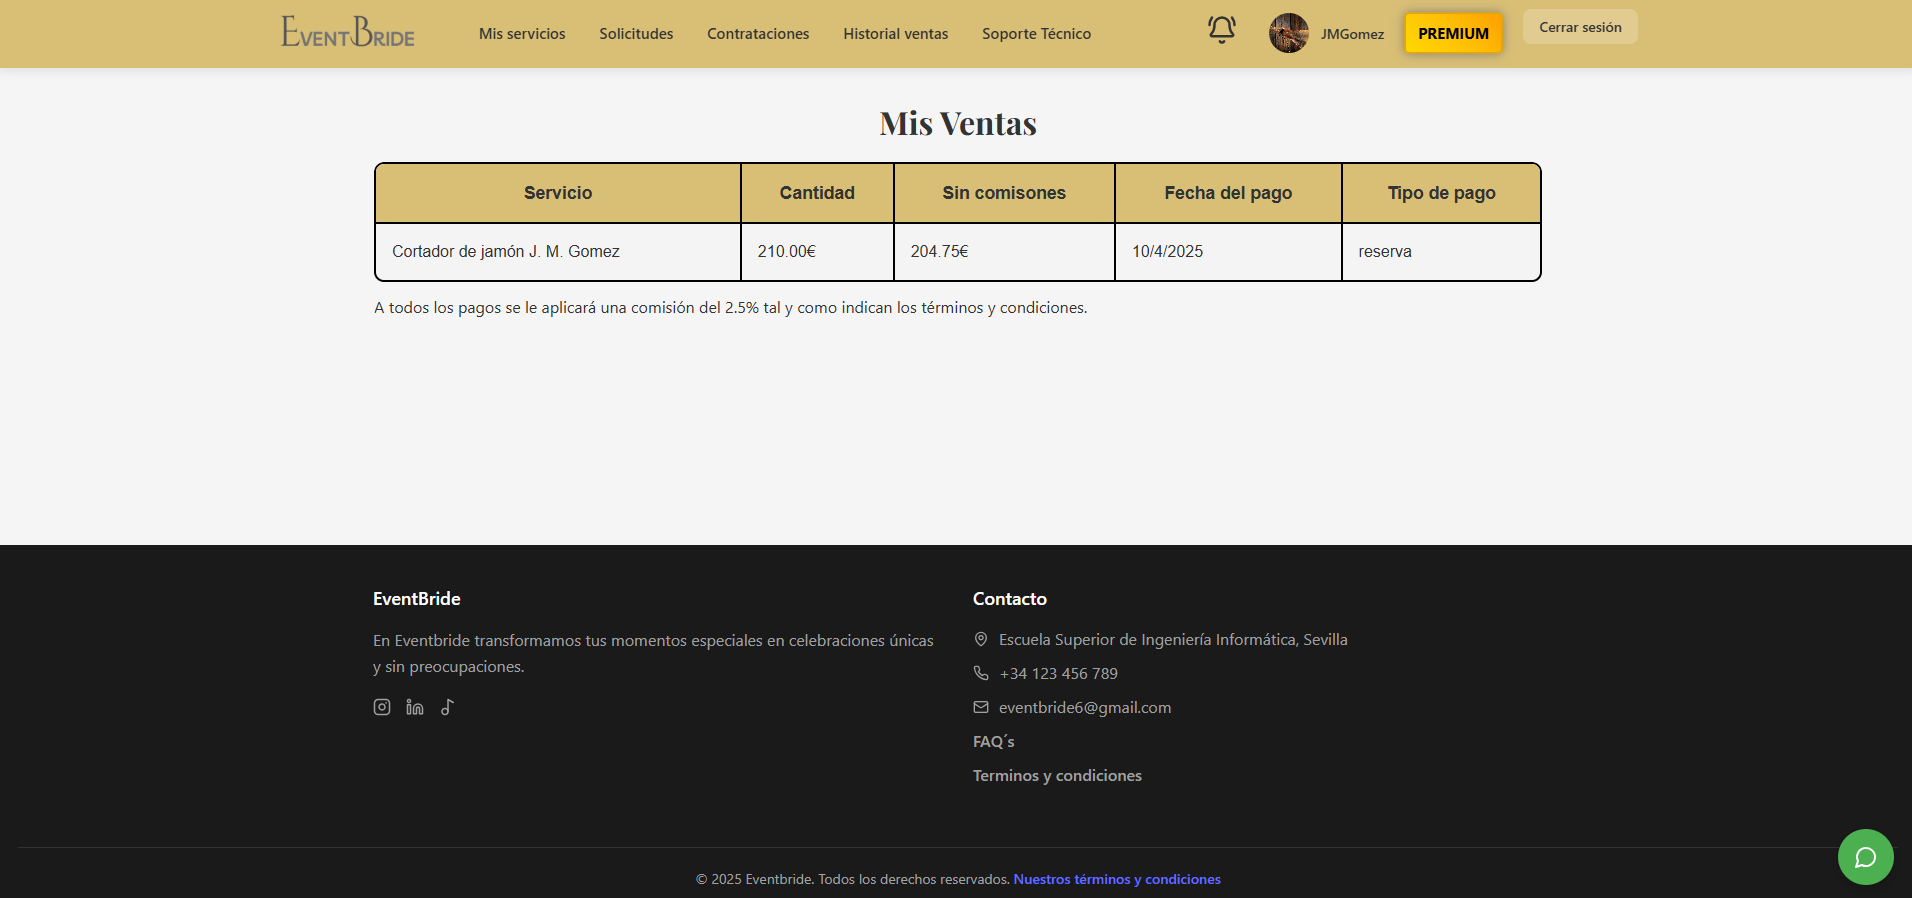 EVENTBRIDE
Mis servicios
Solicitudes
Contrataciones
Historial ventas
Soporte Técnico
JMGomez
PREMIUM
Cerrar sesión
Mis Ventas
Servicio Cantidad Sin comisones Fecha del pago Tipo de pago
Cortador de jamón J. M. Gomez 210.00€ 204.75€ 10/4/2025 reserva
A todos los pagos se le aplicará una comisión del 2.5% tal y como indican los términos y condiciones.
EventBride
En Eventbride transformamos tus momentos especiales en celebraciones únicas
y sin preocupaciones.
Contacto
Escuela Superior de Ingeniería Informática, Sevilla
+34 123 456 789
eventbride6@gmail.com
FAQ´s
Terminos y condiciones
© 2025 Eventbride. Todos los derechos reservados. Nuestros términos y condiciones